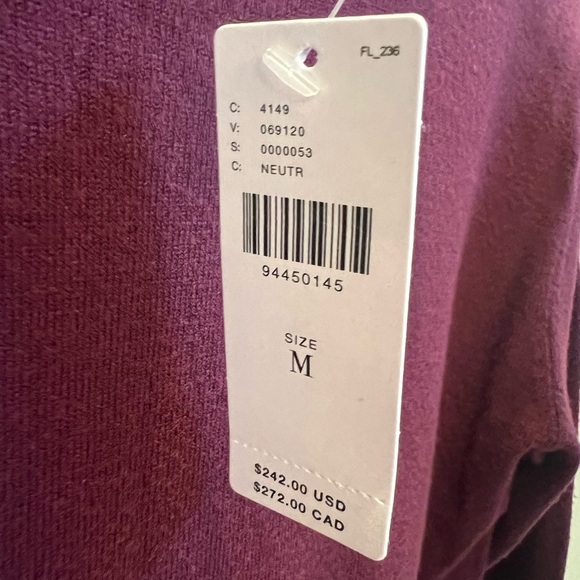 FL_236
C: 4149
V: 069120
S: 0000053
C: NEUTR
94450145
SIZE
M
$242.00 USD
$272.00 CAD